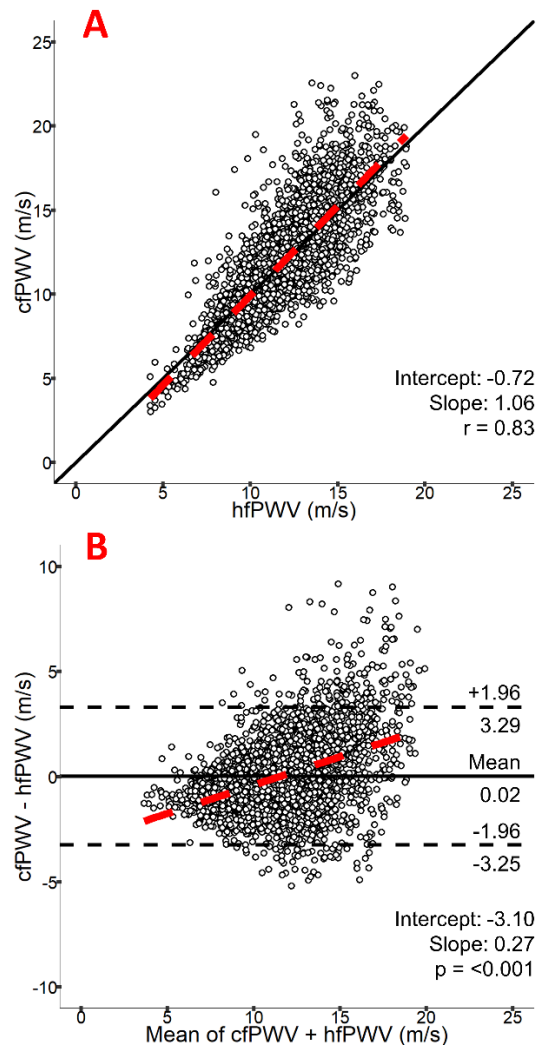 A
25
20
15
10
5
0
cfPWV (m/s)
Intercept: -0.72
Slope: 1.06
r = 0.83
0 5 10 15 20 25
hfPWV (m/s)
B
10
5
0
-5
-10
cfPWV - hfPWV (m/s)
+1.96
3.29
Mean
0.02
-1.96
-3.25
Intercept: -3.10
Slope: 0.27
p = <0.001
0 5 10 15 20 25
Mean of cfPWV + hfPWV (m/s)